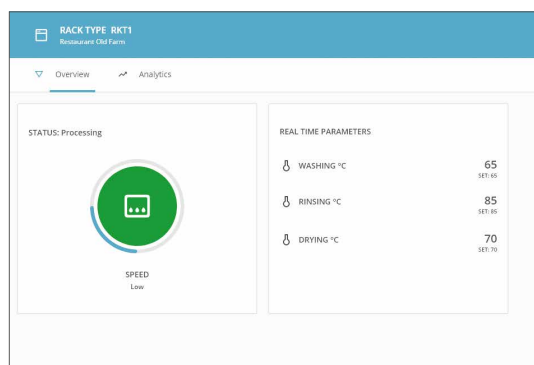 RACK TYPE RKT1
Restaurant Old Farm
Overview
Analytics
STATUS: Processing
SPEED
Low
REAL TIME PARAMETERS
WASHING °C
65
SET: 65
RINSING °C
85
SET: 85
DRYING °C
70
SET: 70